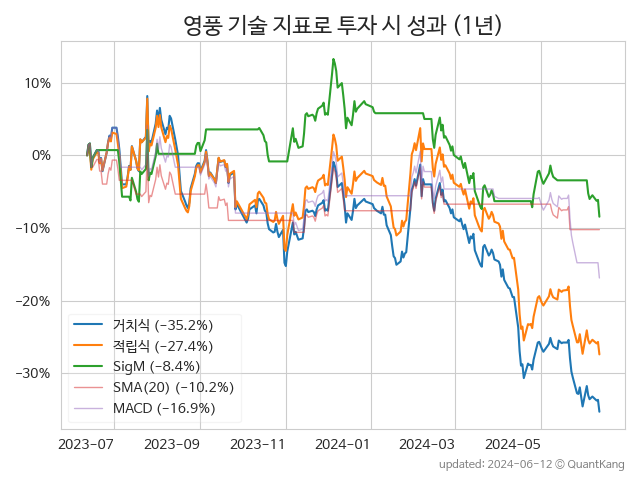 영풍 기술 지표로 투자 시 성과 (1년)
10%
0%
−10%
−20%
−30%
거치식 (−35.2%)
적립식 (−27.4%)
SigM (−8.4%)
SMA(20) (−10.2%)
MACD (−16.9%)
2023−07 2023−09 2023−11 2024−01 2024−03 2024−05
updated: 2024-06-12 © QuantKang